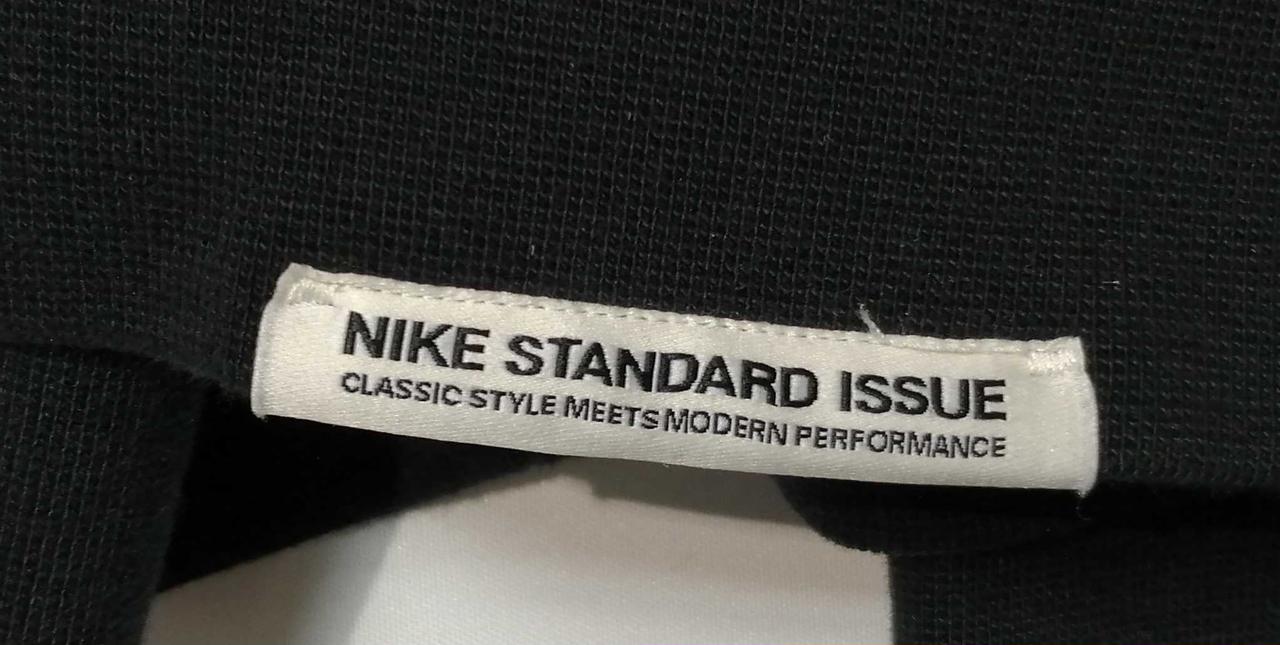 NIKE STANDARD ISSUE
CLASSIC STYLE MEETS MODERN PERFORMANCE